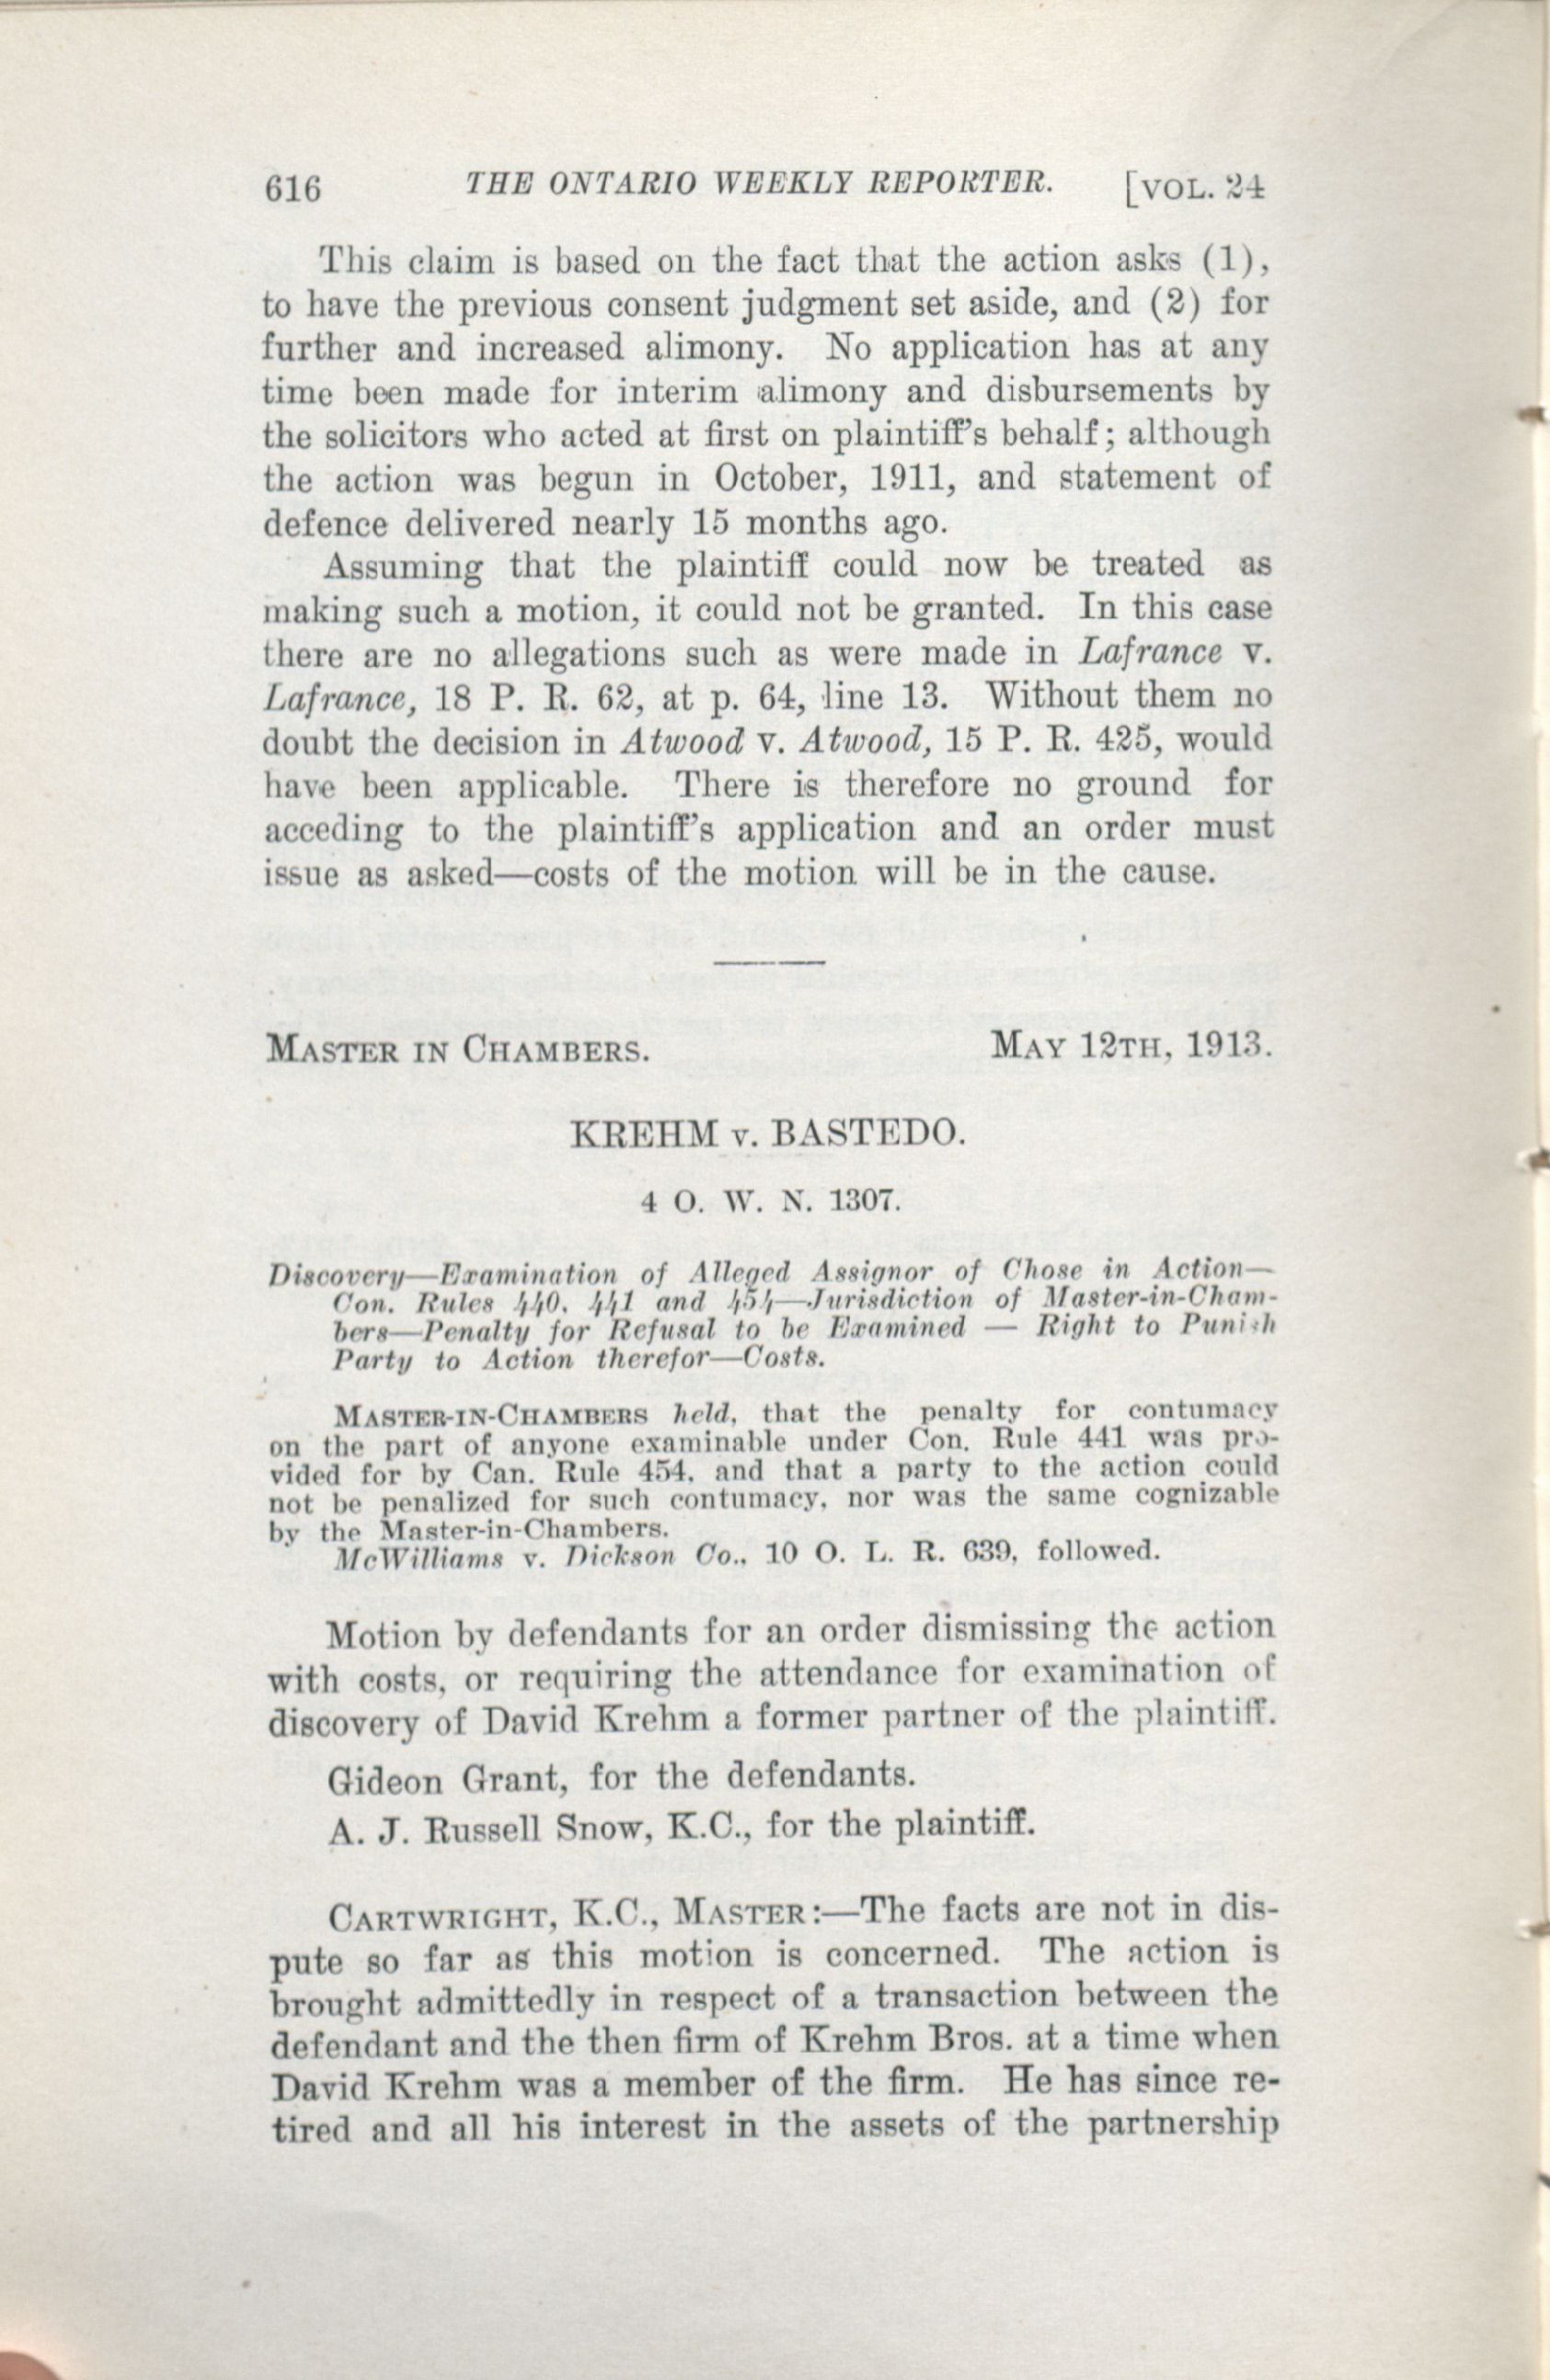 616 THE ONTARIO WEEKLY REPORTER. [VOL. 24
This claim is based on the fact that the action asks (1),
to have the previous consent judgment set aside, and (2) for
further and increased alimony. No application has at any
time been made for interim alimony and disbursements by
the solicitors who acted at first on plaintiff's behalf; although
the action was begun in October, 1911, and statement of
defence delivered nearly 15 months ago.
Assuming that the plaintiff could now be treated as
making such a motion, it could not be granted. In this case
there are no allegations such as were made in Lafrance v.
Lafrance, 18 P. R. 62, at p. 64, line 13. Without them no
doubt the decision in Atwood v. Atwood, 15 P. R. 425, would
have been applicable. There is therefore no ground for
acceding to the plaintiff's application and an order must
issue as asked—costs of the motion will be in the cause.
MASTER IN CHAMBERS. MAY 12TH, 1913.
KREHM v. BASTEDO.
4 O. W. N. 1307.
Discovery—Examination of Alleged Assignor of Chose in Action—
Con. Rules 440, 441 and 454—Jurisdiction of Master-in-Cham-
bers—Penalty for Refusal to be Examined — Right to Punish
Party to Action therefor—Costs.
MASTER-IN-CHAMBERS held, that the penalty for contumacy
on the part of anyone examinable under Con. Rule 441 was pro-
vided for by Can. Rule 454, and that a party to the action could
not be penalized for such contumacy, nor was the same cognizable
by the Master-in-Chambers.
McWilliams v. Dickson Co., 10 O. L. R. 639, followed.
Motion by defendants for an order dismissing the action
with costs, or requiring the attendance for examination of
discovery of David Krehm a former partner of the plaintiff.
Gideon Grant, for the defendants.
A. J. Russell Snow, K.C., for the plaintiff.
CARTWRIGHT, K.C., MASTER:—The facts are not in dis-
pute so far as this motion is concerned. The action is
brought admittedly in respect of a transaction between the
defendant and the then firm of Krehm Bros. at a time when
David Krehm was a member of the firm. He has since re-
tired and all his interest in the assets of the partnership